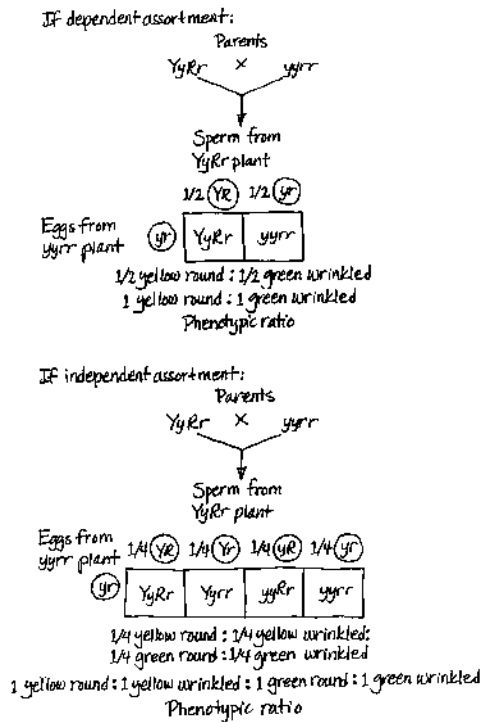 If dependent assortment:
Parents
YyRr × yyrr
Sperm from
YyRr plant
1/2 YR 1/2 yr
Eggs from
yyrr plant
yr YyRr yyrr
1/2 yellow round : 1/2 green wrinkled
1 yellow round : 1 green wrinkled
Phenotypic ratio
If independent assortment:
Parents
YyRr × yyrr
Sperm from
YyRr plant
Eggs from
yyrr plant
1/4 YR 1/4 Yr 1/4 yR 1/4 yr
yr YyRr Yyrr yyRr yyrr
1/4 yellow round : 1/4 yellow wrinkled:
1/4 green round : 1/4 green wrinkled
1 yellow round : 1 yellow wrinkled : 1 green round : 1 green wrinkled
Phenotypic ratio